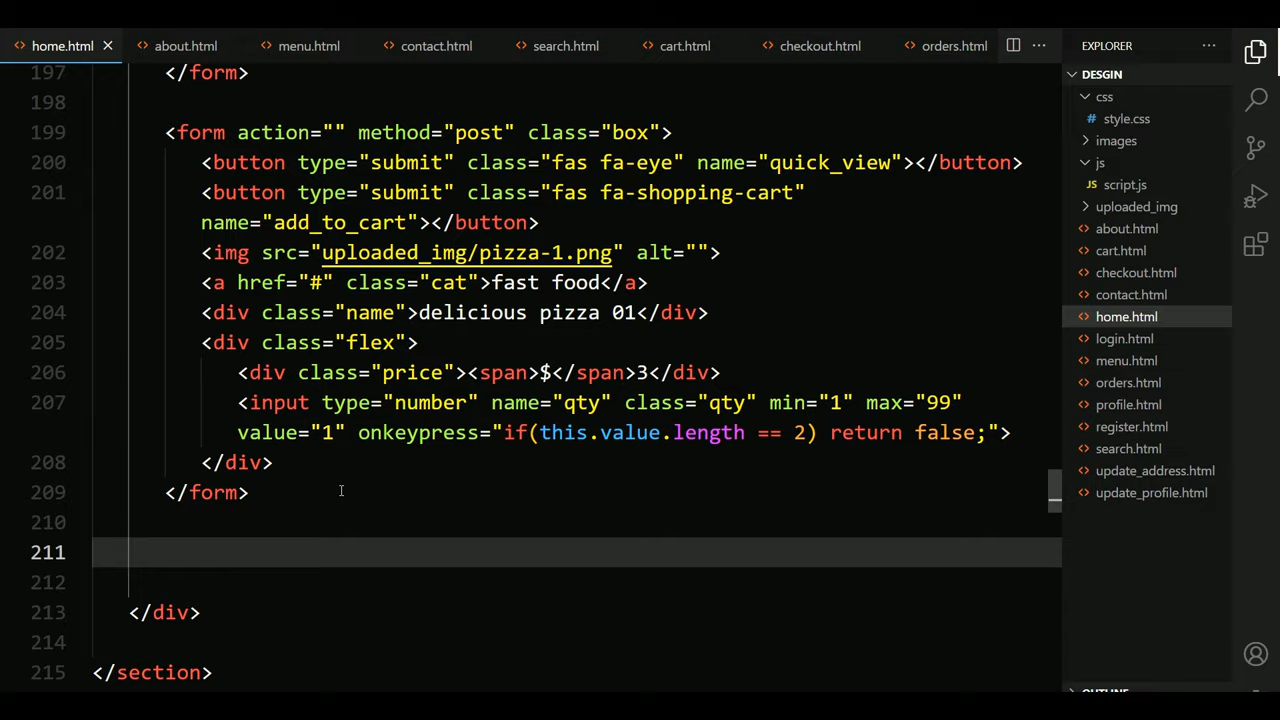 home.html
about.html
menu.html
contact.html
search.html
cart.html
checkout.html
orders.html
EXPLORER
DESGIN
css
style.css
images
js
script.js
uploaded_img
about.html
cart.html
checkout.html
contact.html
home.html
login.html
menu.html
orders.html
profile.html
register.html
search.html
update_address.html
update_profile.html
OUTLINE
197 </form>
198
199 <form action="" method="post" class="box">
200 <button type="submit" class="fas fa-eye" name="quick_view"></button>
201 <button type="submit" class="fas fa-shopping-cart"
name="add_to_cart"></button>
202 <img src="uploaded_img/pizza-1.png" alt="">
203 <a href="#" class="cat">fast food</a>
204 <div class="name">delicious pizza 01</div>
205 <div class="flex">
206 <div class="price"><span>$</span>3</div>
207 <input type="number" name="qty" class="qty" min="1" max="99"
value="1" onkeypress="if(this.value.length == 2) return false;">
208 </div>
209 </form>
210
211
212
213 </div>
214
215 </section>